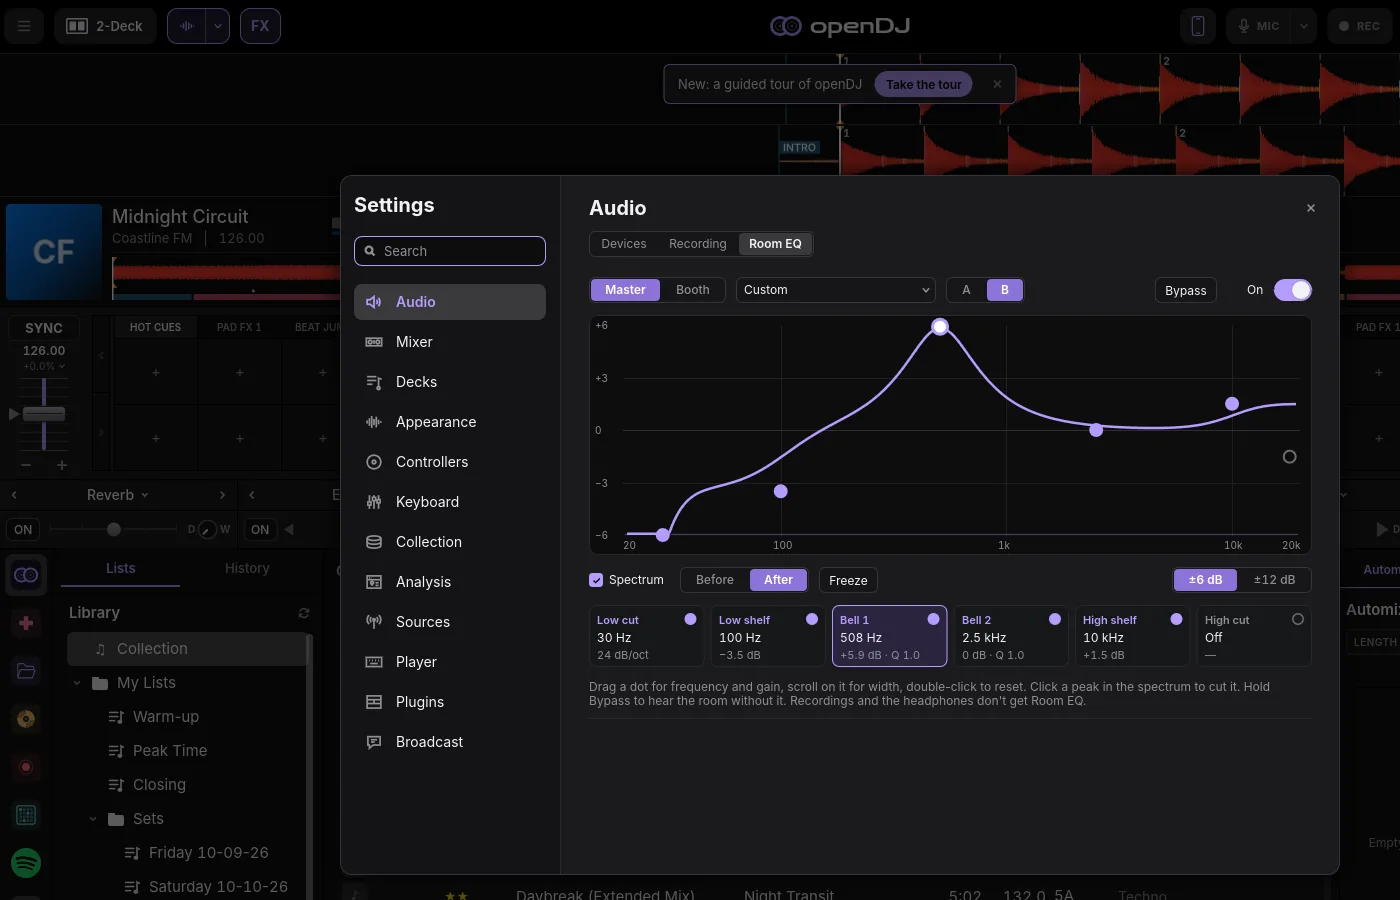 2-Deck
FX
openDJ
MIC
REC
New: a guided tour of openDJ
Take the tour
1
2
INTRO
1
2
CF
Midnight Circuit
Coastline FM
126.00
SYNC
126.00
+0.0%
HOT CUES
PAD FX 1
BEAT JUM
PAD FX 1
Reverb
E
ON
D
W
ON
D
Lists
History
Library
Collection
My Lists
Warm-up
Peak Time
Closing
Sets
Friday 10-09-26
Saturday 10-10-26
Settings
Search
Audio
Mixer
Decks
Appearance
Controllers
Keyboard
Collection
Analysis
Sources
Player
Plugins
Broadcast
Audio
Devices
Recording
Room EQ
Master
Booth
Custom
A
B
Bypass
On
+6
+3
0
−3
−6
20
100
1k
10k
20k
Spectrum
Before
After
Freeze
±6 dB
±12 dB
Low cut
30 Hz
24 dB/oct
Low shelf
100 Hz
−3.5 dB
Bell 1
508 Hz
+5.9 dB · Q 1.0
Bell 2
2.5 kHz
0 dB · Q 1.0
High shelf
10 kHz
+1.5 dB
High cut
Off
—
Drag a dot for frequency and gain, scroll on it for width, double-click to reset. Click a peak in the spectrum to cut it. Hold
Bypass to hear the room without it. Recordings and the headphones don't get Room EQ.
Autom
Automi
LENGTH
Empty
Daybreak (Extended Mix)
Night Transit
5:02
132.0
5A
Techno